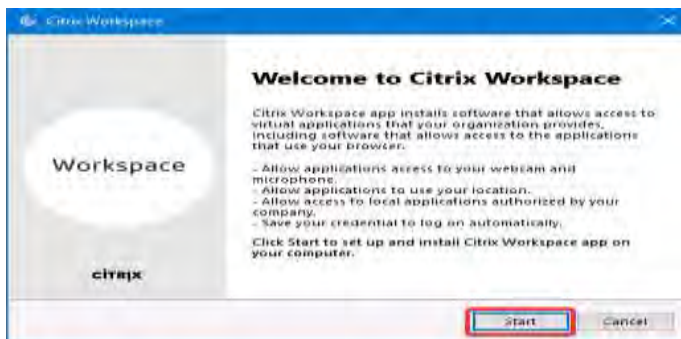 Citrix Workspace
Welcome to Citrix Workspace
Citrix Workspace app installs software that allows access to
virtual applications that your organization provides,
including software that allows access to the applications
that use your browser.
- Allow applications access to your webcam and
microphone.
- Allow applications to use your location.
- Allow access to local applications authorized by your
company.
- Save your credential to log on automatically.
Click Start to set up and install Citrix Workspace app on
your computer.
Workspace
citrix
Start
Cancel